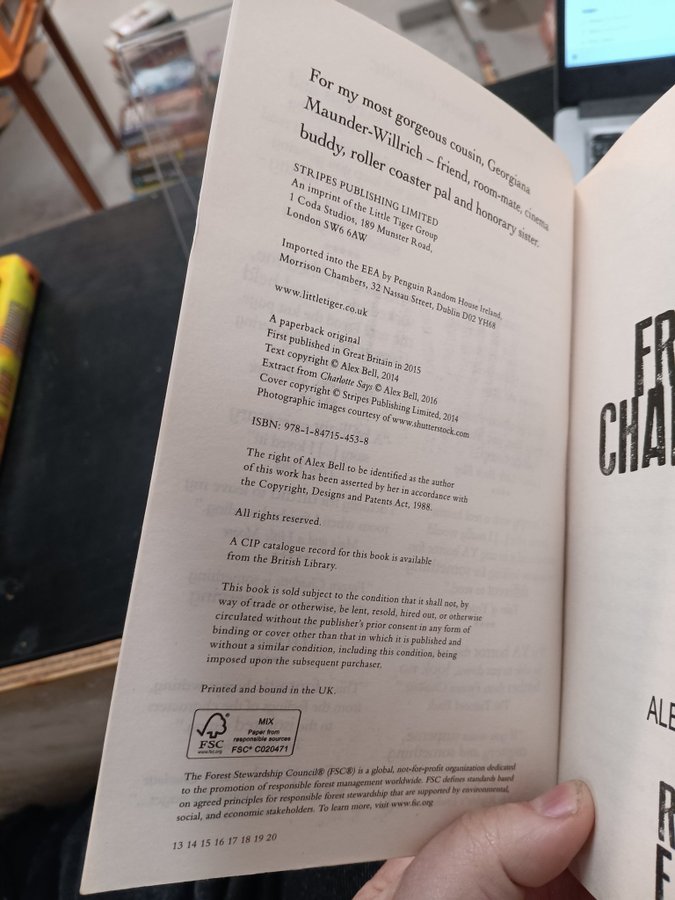 For my most gorgeous cousin, Georgiana
Maunder-Willrich – friend, room-mate, cinema
buddy, roller coaster pal and honorary sister.
STRIPES PUBLISHING LIMITED
An imprint of the Little Tiger Group
1 Coda Studios, 189 Munster Road,
London SW6 6AW
Imported into the EEA by Penguin Random House Ireland,
Morrison Chambers, 32 Nassau Street, Dublin D02 YH68
www.littletiger.co.uk
A paperback original
First published in Great Britain in 2015
Text copyright © Alex Bell, 2014
Extract from Charlotte Says © Alex Bell, 2016
Cover copyright © Stripes Publishing Limited, 2014
Photographic images courtesy of www.shutterstock.com
ISBN: 978-1-84715-453-8
The right of Alex Bell to be identified as the author
of this work has been asserted by her in accordance with
the Copyright, Designs and Patents Act, 1988.
All rights reserved.
A CIP catalogue record for this book is available
from the British Library.
This book is sold subject to the condition that it shall not, by
way of trade or otherwise, be lent, resold, hired out, or otherwise
circulated without the publisher's prior consent in any form of
binding or cover other than that in which it is published and
without a similar condition, including this condition, being
imposed upon the subsequent purchaser.
Printed and bound in the UK.
FSC
www.fsc.org
MIX
Paper from
responsible sources
FSC® C020471
The Forest Stewardship Council® (FSC®) is a global, not-for-profit organization dedicated
to the promotion of responsible forest management worldwide. FSC defines standards based
on agreed principles for responsible forest stewardship that are supported by environmental,
social, and economic stakeholders. To learn more, visit www.fsc.org
13 14 15 16 17 18 19 20
FR
CHA
ALE
R